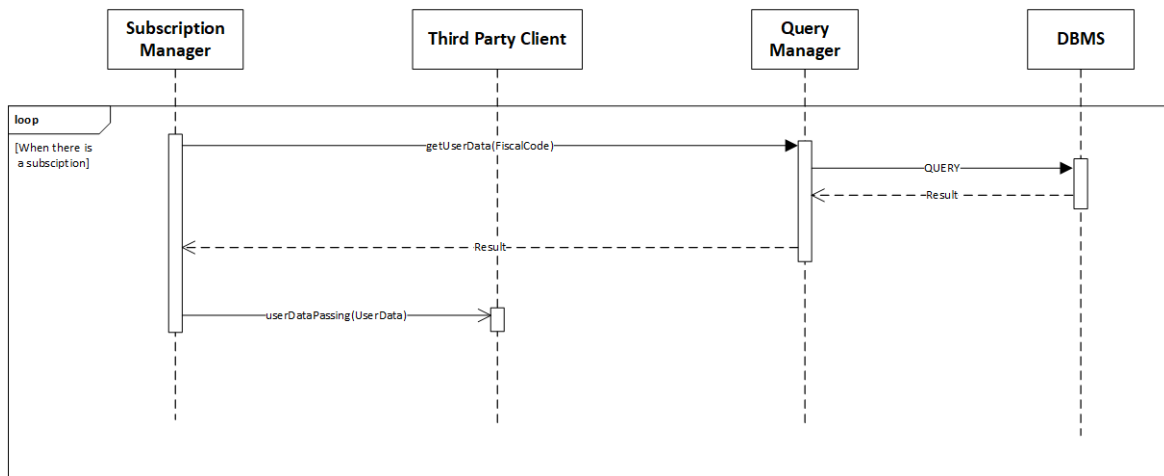 Subscription
Manager
Third Party Client
Query
Manager
DBMS
loop
[When there is
a subsciption]
getUserData(FiscalCode)
QUERY
Result
Result
userDataPassing(UserData)